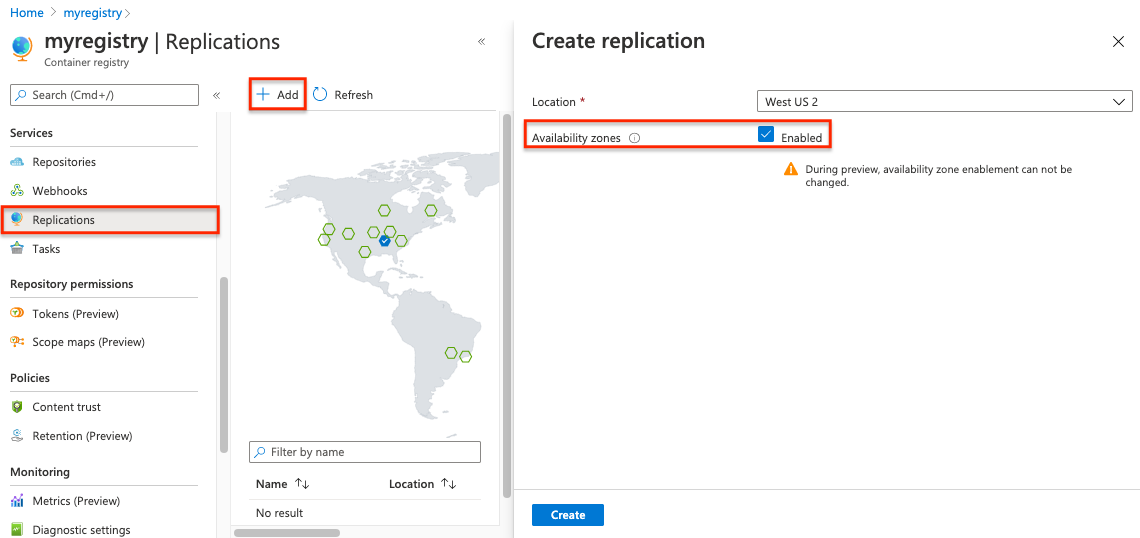 Home > myregistry >
myregistry | Replications
Container registry
«
Search (Cmd+/)
«
Services
Repositories
Webhooks
Replications
Tasks
Repository permissions
Tokens (Preview)
Scope maps (Preview)
Policies
Content trust
Retention (Preview)
Monitoring
Metrics (Preview)
Diagnostic settings
Add Refresh
Filter by name
Name Location
No result
Create replication
Location * West US 2
Availability zones Enabled
During preview, availability zone enablement can not be
changed.
Create